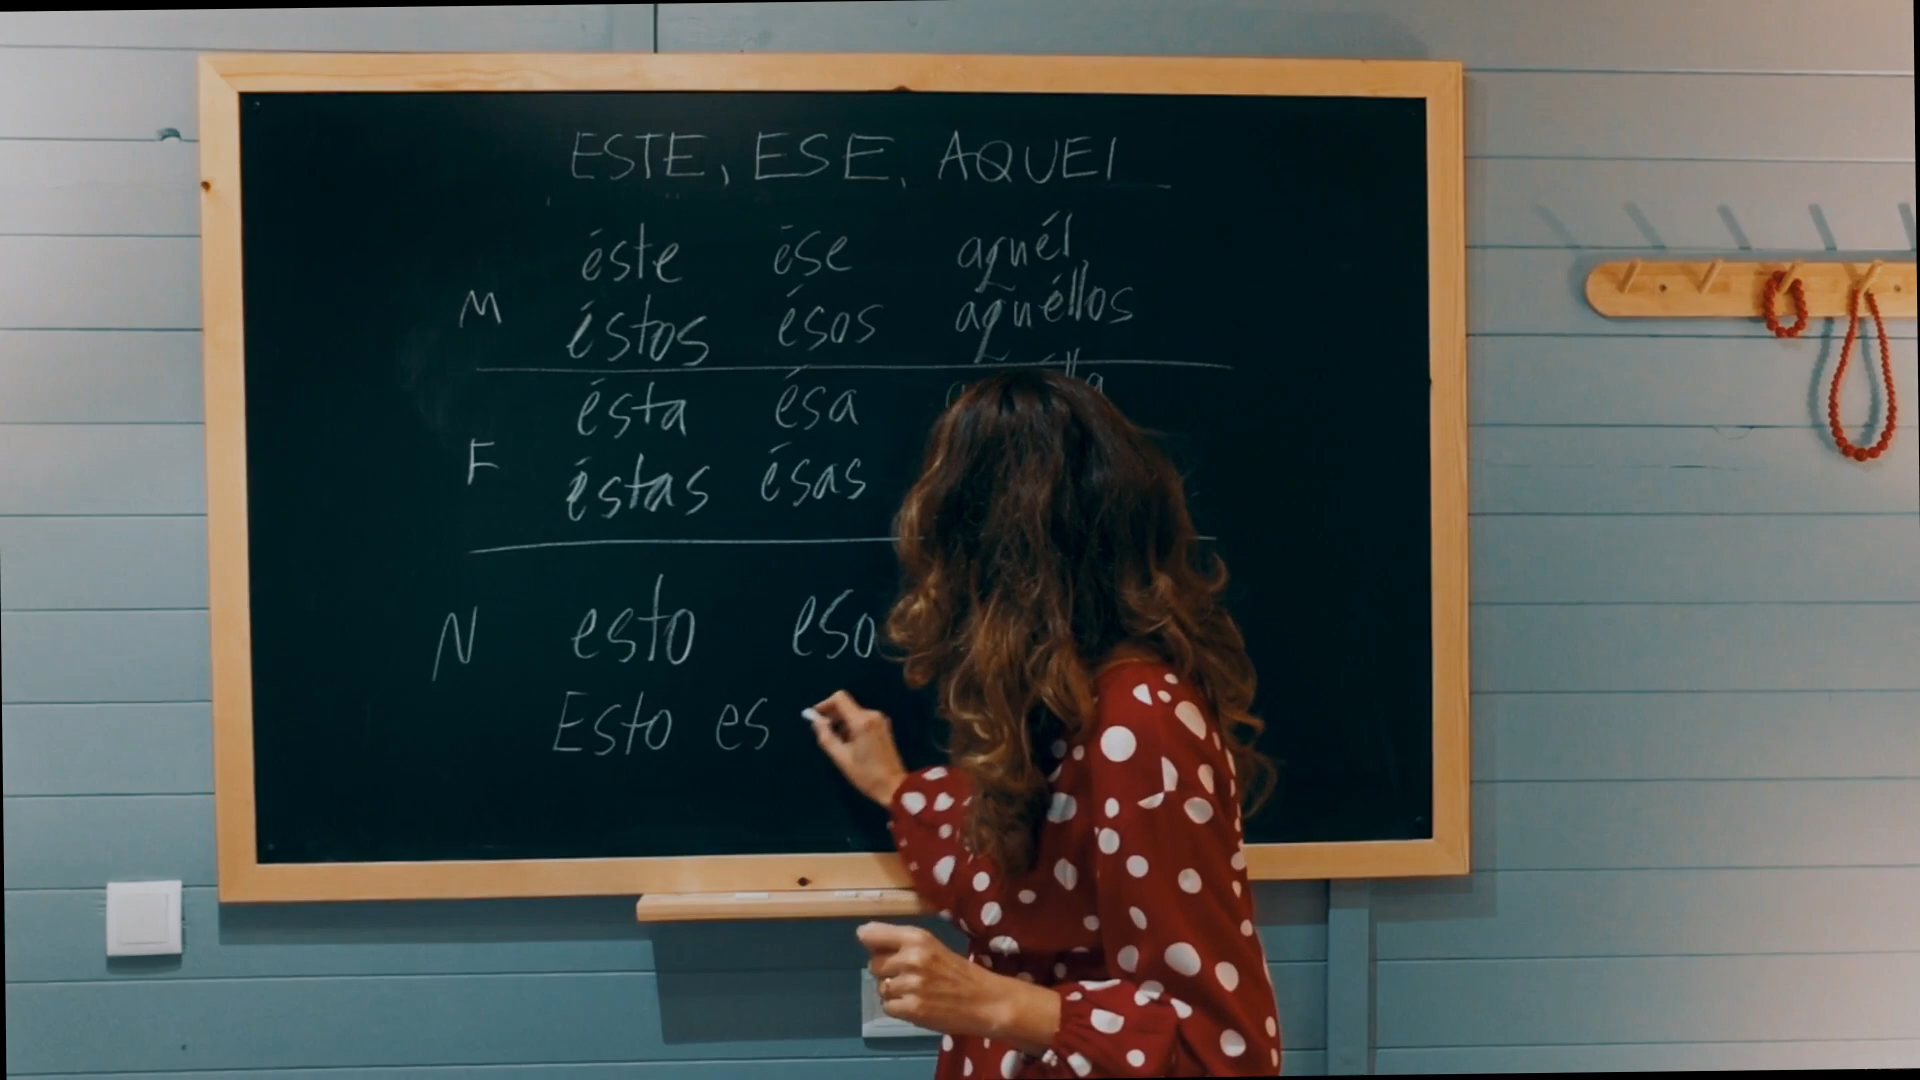 ESTE, ESE, AQUEl
éste ése aquél
M
éstos ésos aquéllos
ésta ésa
F
éstas ésas
N esto eso
Esto es